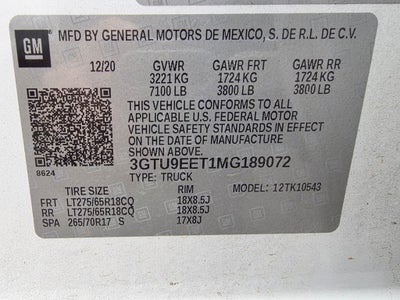 GM
MFD BY GENERAL MOTORS DE MEXICO, S. DE R.L. DE C.V.
12/20 GVWR GAWR FRT GAWR RR
3221 KG 1724 KG 1724 KG
7100 LB 3800 LB 3800 LB
THIS VEHICLE CONFORMS TO ALL
APPLICABLE U.S. FEDERAL MOTOR
VEHICLE SAFETY STANDARDS IN EFFECT
ON THE DATE OF MANUFACTURE SHOWN ABOVE.
3GTU9EET1MG189072
8624 TYPE: TRUCK
TIRE SIZE RIM MODEL: 12TK10543
FRT LT275/65R18CQ 18X8.5J
RR LT275/65R18CQ 18X8.5J
SPA 265/70R17 S 17X8J